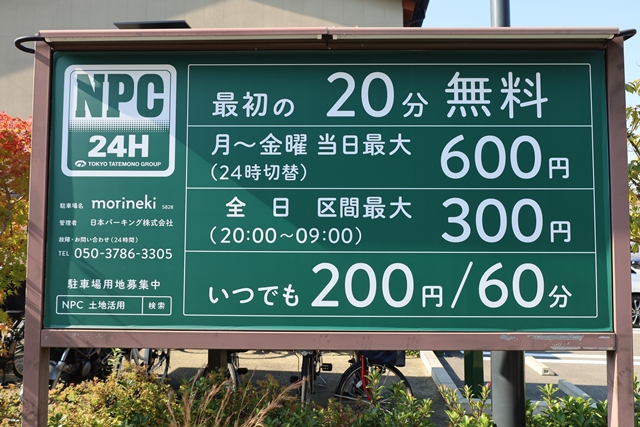 NPC
24H
TOKYO TATEMONO GROUP
駐車場名 morineki 5828
管理者 日本パーキング株式会社
故障・お問い合わせ(24時間)
TEL 050-3786-3305
駐車場用地募集中
NPC 土地活用 検索
最初の 20分 無料
月～金曜 当日最大 600円
(24時切替)
全 日 区間最大 300円
(20:00～09:00)
いつでも 200円/60分